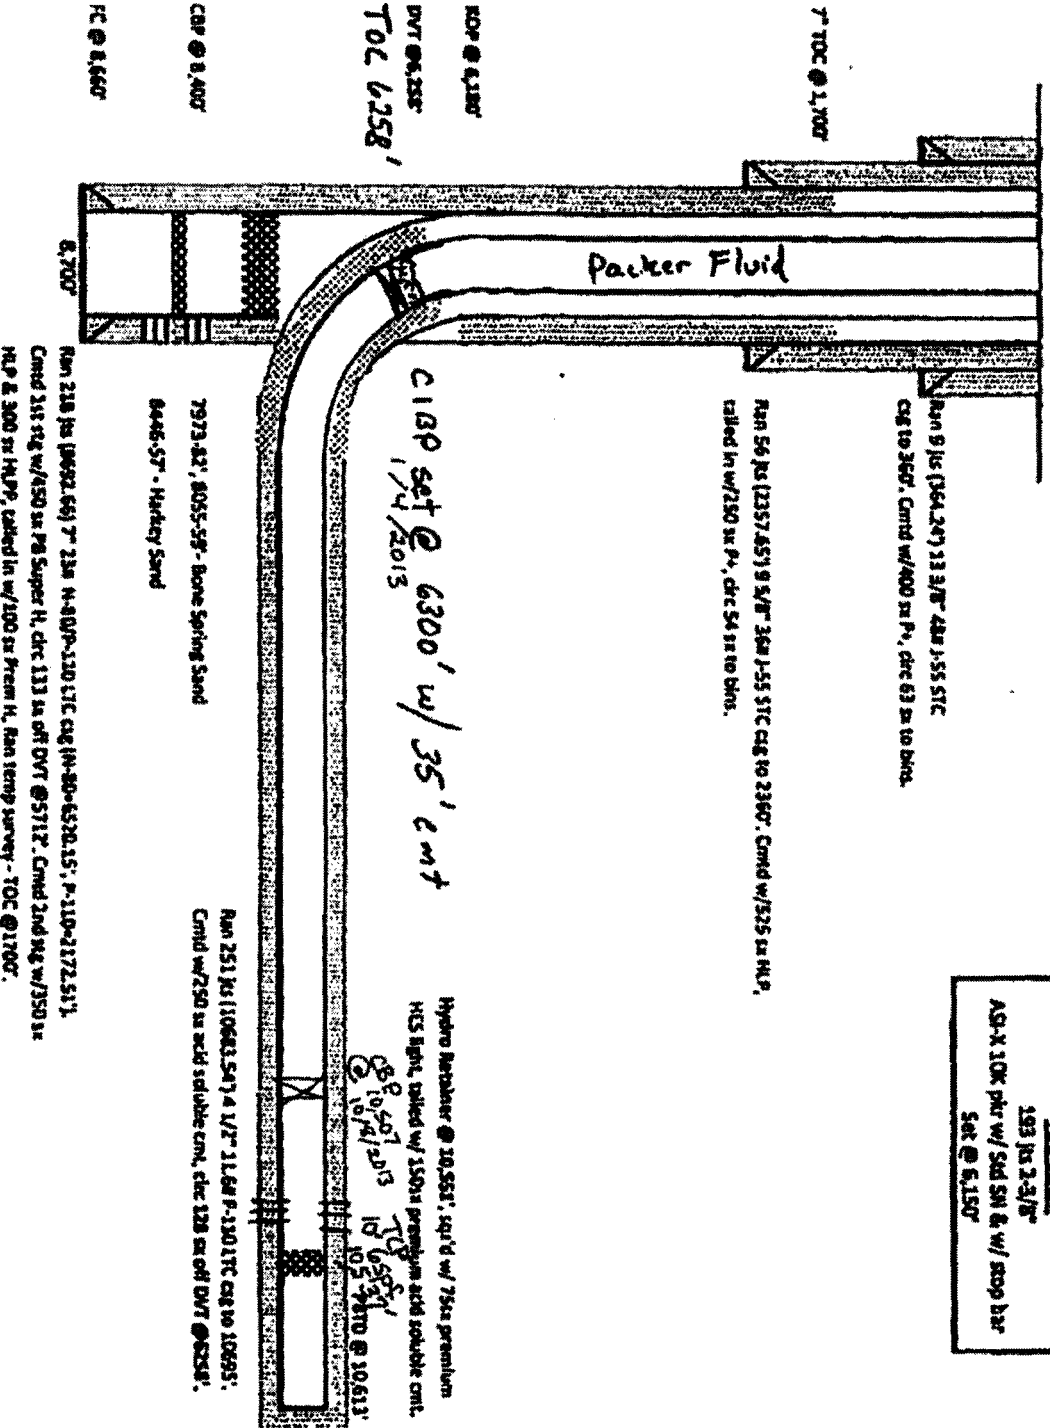 193 jts 2-3/8"
ASI-X 10K pkr w/ Std SN & w/ stop bar
Set @ 6,150'
Ran 9 jts (364.24') 13 3/8" 48# J-55 STC
csg to 360'. Cmtd w/400 sx P+, circ 63 sx to bins.
7" TOC @ 1,700'
Ran 56 jts (2357.65') 9 5/8" 36# J-55 STC csg to 2360'. Cmtd w/525 sx HLP,
tailed in w/250 sx P+, circ 54 sx to bins.
Packer Fluid
KOP @ 6,180'
DVT @6,258'
TOC 6258'
CIBP set @ 6300' w/ 35' cmt
1/4/2013
Hydro Retainer @ 10,553', sqz'd w/ 75sx premium
HES light, tailed w/ 150sx premium acid soluble cmt.
CBP 10,507
@ 10/4/2013
PBTD @ 10,613'
CBP @ 8,400'
7973-82', 8055-59'- Bone Spring Sand
8446-57' - Harkey Sand
Ran 251 jts (10683.54') 4 1/2" 11.6# P-110 LTC csg to 10695'.
Cmtd w/250 sx acid soluble cmt, circ 128 sx off DVT @6258'.
FC @ 8,660'
8,700'
Ran 218 jts (8692.66') 7" 23# N-80/P-110 LTC csg (N-80=6520.15'; P-110=2172.51').
Cmtd 1st stg w/450 sx PB Super H, circ 133 sx off DVT @5712'. Cmtd 2nd stg w/350 sx
HLP & 300 sx HLPP, tailed in w/100 sx Prem H. Ran temp survey - TOC @1700'.